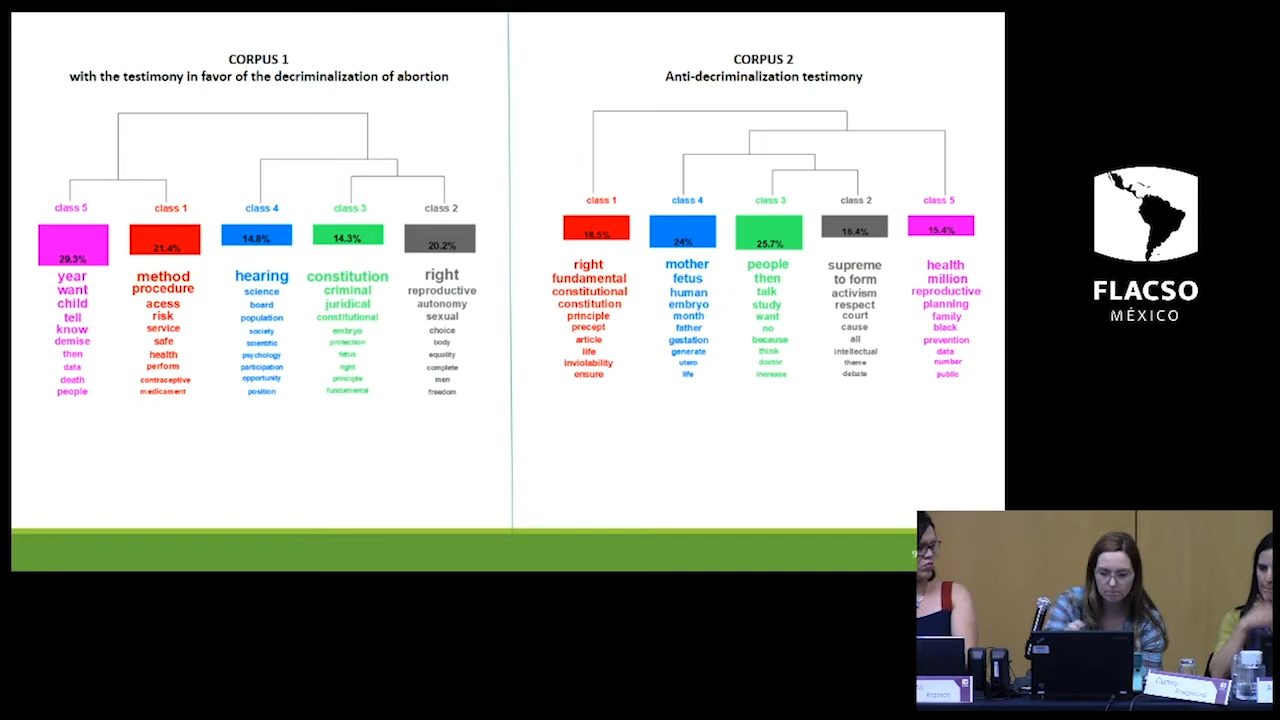 CORPUS 1
with the testimony in favor of the decriminalization of abortion
class 5
29.3%
year
want
child
tell
know
demise
then
data
death
people
class 1
21.4%
method
procedure
acess
risk
service
safe
health
perform
contraceptive
medicament
class 4
14.8%
hearing
science
board
population
society
scientific
psychology
participation
opportunity
position
class 3
14.3%
constitution
criminal
juridical
constitutional
embryo
protection
fetus
right
principle
fundamental
class 2
20.2%
right
reproductive
autonomy
sexual
choice
body
equality
complete
men
freedom
CORPUS 2
Anti-decriminalization testimony
class 1
18.5%
right
fundamental
constitutional
constitution
principle
precept
article
life
inviolability
ensure
class 4
24%
mother
fetus
human
embryo
month
father
gestation
generate
utero
life
class 3
25.7%
people
then
talk
study
want
no
because
think
doctor
increase
class 2
16.4%
supreme
to form
activism
respect
court
cause
all
intellectual
theme
debate
class 5
15.4%
health
million
reproductive
planning
family
black
prevention
data
number
public
9
FLACSO
MÉXICO